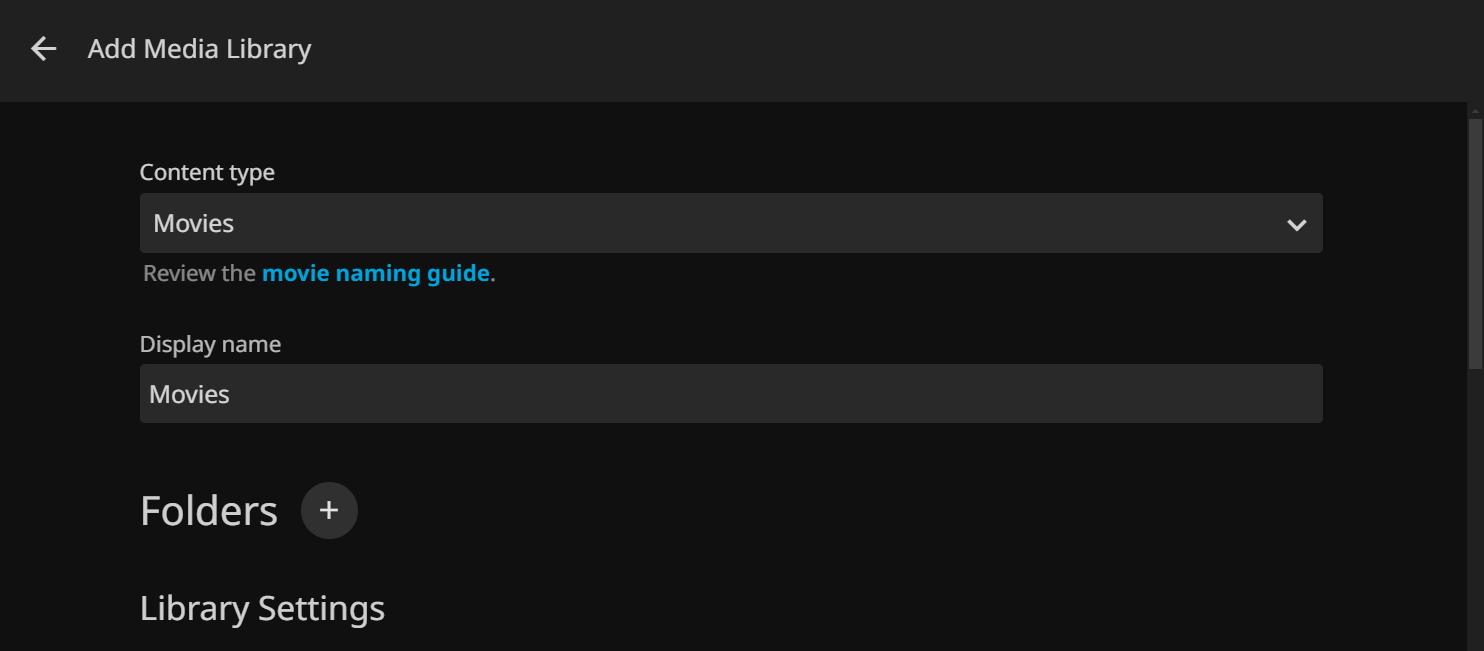 Add Media Library
Content type
Movies
Review the movie naming guide.
Display name
Movies
Folders
Library Settings